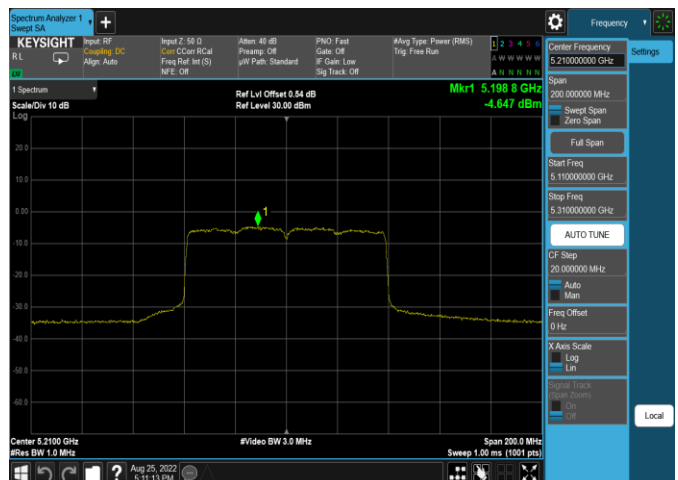 Spectrum Analyzer 1
Swept SA
+
Frequency
KEYSIGHT
RL
Input: RF
Coupling: DC
Align: Auto
Input Z: 50 Ω
Corr CCorr RCal
Freq Ref: Int (S)
NFE: Off
Atten: 40 dB
Preamp: Off
µW Path: Standard
PNO: Fast
Gate: Off
IF Gain: Low
Sig Track: Off
#Avg Type: Power (RMS)
Trig: Free Run
1 2 3 4 5 6
A W W W W W
A N N N N N
1 Spectrum
Scale/Div 10 dB
Log
Ref Lvl Offset 0.54 dB
Ref Level 30.00 dBm
Mkr1 5.198 8 GHz
-4.647 dBm
20.0
10.0
0.00
-10.0
-20.0
-30.0
-40.0
-50.0
-60.0
1
Center 5.2100 GHz
#Res BW 1.0 MHz
#Video BW 3.0 MHz
Span 200.0 MHz
Sweep 1.00 ms (1001 pts)
Aug 25, 2022
5:11:13 PM
Center Frequency
5.210000000 GHz
Span
200.000000 MHz
Swept Span
Zero Span
Full Span
Start Freq
5.110000000 GHz
Stop Freq
5.310000000 GHz
AUTO TUNE
CF Step
20.000000 MHz
Auto
Man
Freq Offset
0 Hz
X Axis Scale
Log
Lin
Signal Track
(Span Zoom)
On
Off
Settings
Local